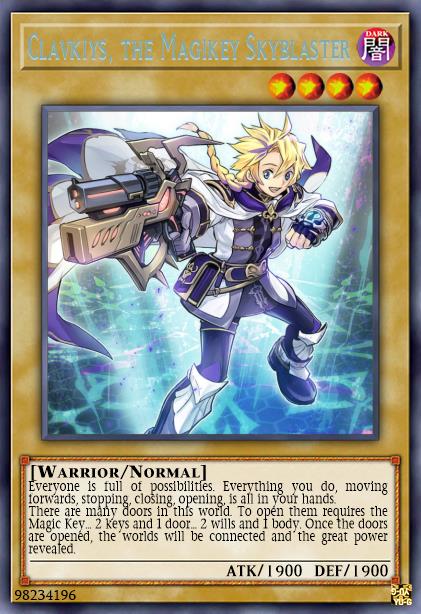 Clavkiys, the Magikey Skyblaster
DARK
闇
[Warrior/Normal]
Everyone is full of possibilities. Everything you do, moving
forwards, stopping, closing, opening, is all in your hands.
There are many doors in this world. To open them requires the
Magic Key... 2 keys and 1 door... 2 wills and 1 body. Once the doors
are opened, the worlds will be connected and the great power
revealed.
ATK/1900 DEF/1900
98234196